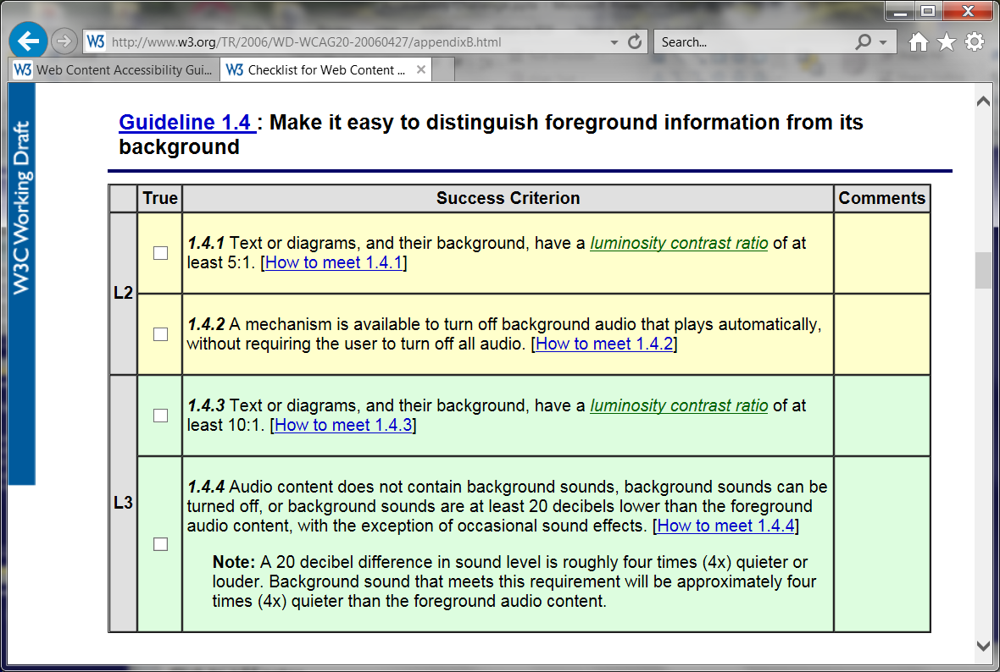 W3 http://www.w3.org/TR/2006/WD-WCAG20-20060427/appendixB.html Search...
W3 Web Content Accessibility Gui... W3 Checklist for Web Content ...
W3C Working Draft
Guideline 1.4 : Make it easy to distinguish foreground information from its
background
True Success Criterion Comments
L2
1.4.1 Text or diagrams, and their background, have a luminosity contrast ratio of at
least 5:1. [How to meet 1.4.1]
1.4.2 A mechanism is available to turn off background audio that plays automatically,
without requiring the user to turn off all audio. [How to meet 1.4.2]
L3
1.4.3 Text or diagrams, and their background, have a luminosity contrast ratio of at
least 10:1. [How to meet 1.4.3]
1.4.4 Audio content does not contain background sounds, background sounds can be
turned off, or background sounds are at least 20 decibels lower than the foreground
audio content, with the exception of occasional sound effects. [How to meet 1.4.4]
Note: A 20 decibel difference in sound level is roughly four times (4x) quieter or
louder. Background sound that meets this requirement will be approximately four
times (4x) quieter than the foreground audio content.